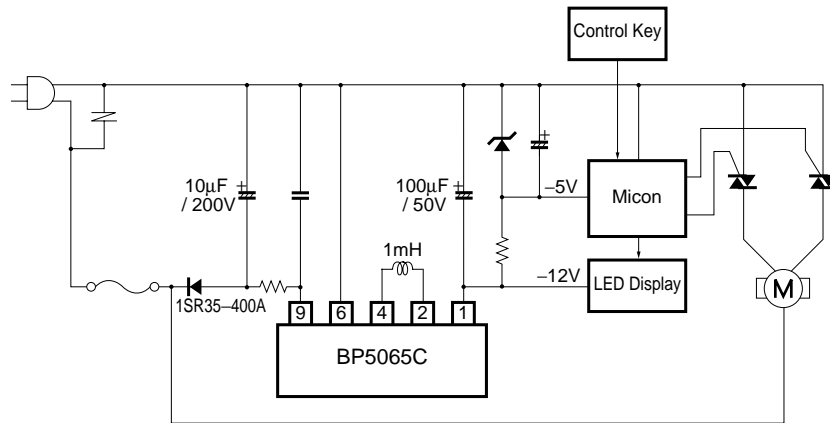 Control Key
10μF
/ 200V
+
100μF
/ 50V
+
+
−5V
Micon
1mH
−12V
LED Display
M
1SR35−400A
9
6
4
2
1
BP5065C